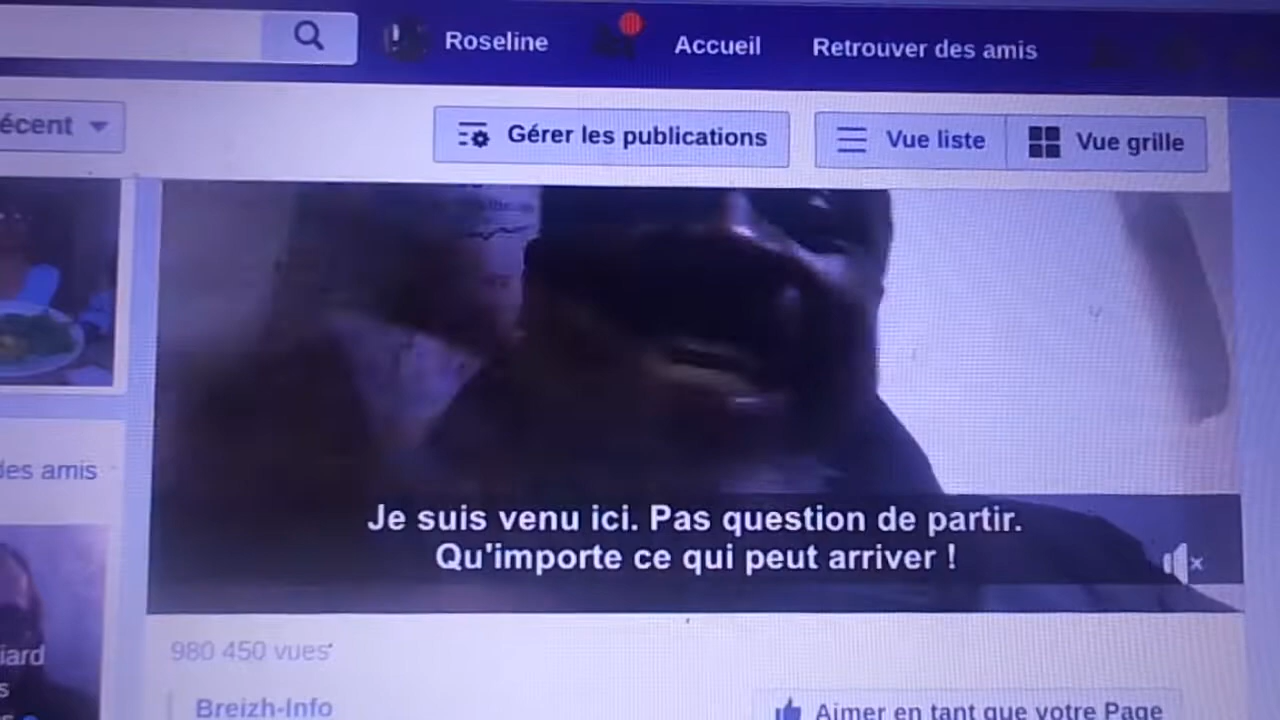 Roseline
Accueil
Retrouver des amis
écent
Gérer les publications
Vue liste
Vue grille
des amis
Je suis venu ici. Pas question de partir.
Qu'importe ce qui peut arriver !
980 450 vues
iard
s
Breizh-Info
Aimer en tant que votre Page